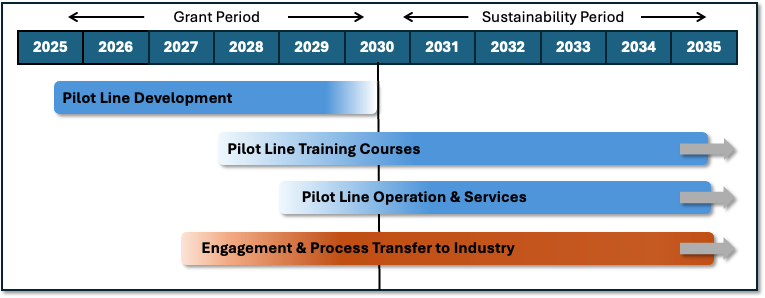 Grant Period Sustainability Period
2025 2026 2027 2028 2029 2030 2031 2032 2033 2034 2035
Pilot Line Development
Pilot Line Training Courses
Pilot Line Operation & Services
Engagement & Process Transfer to Industry